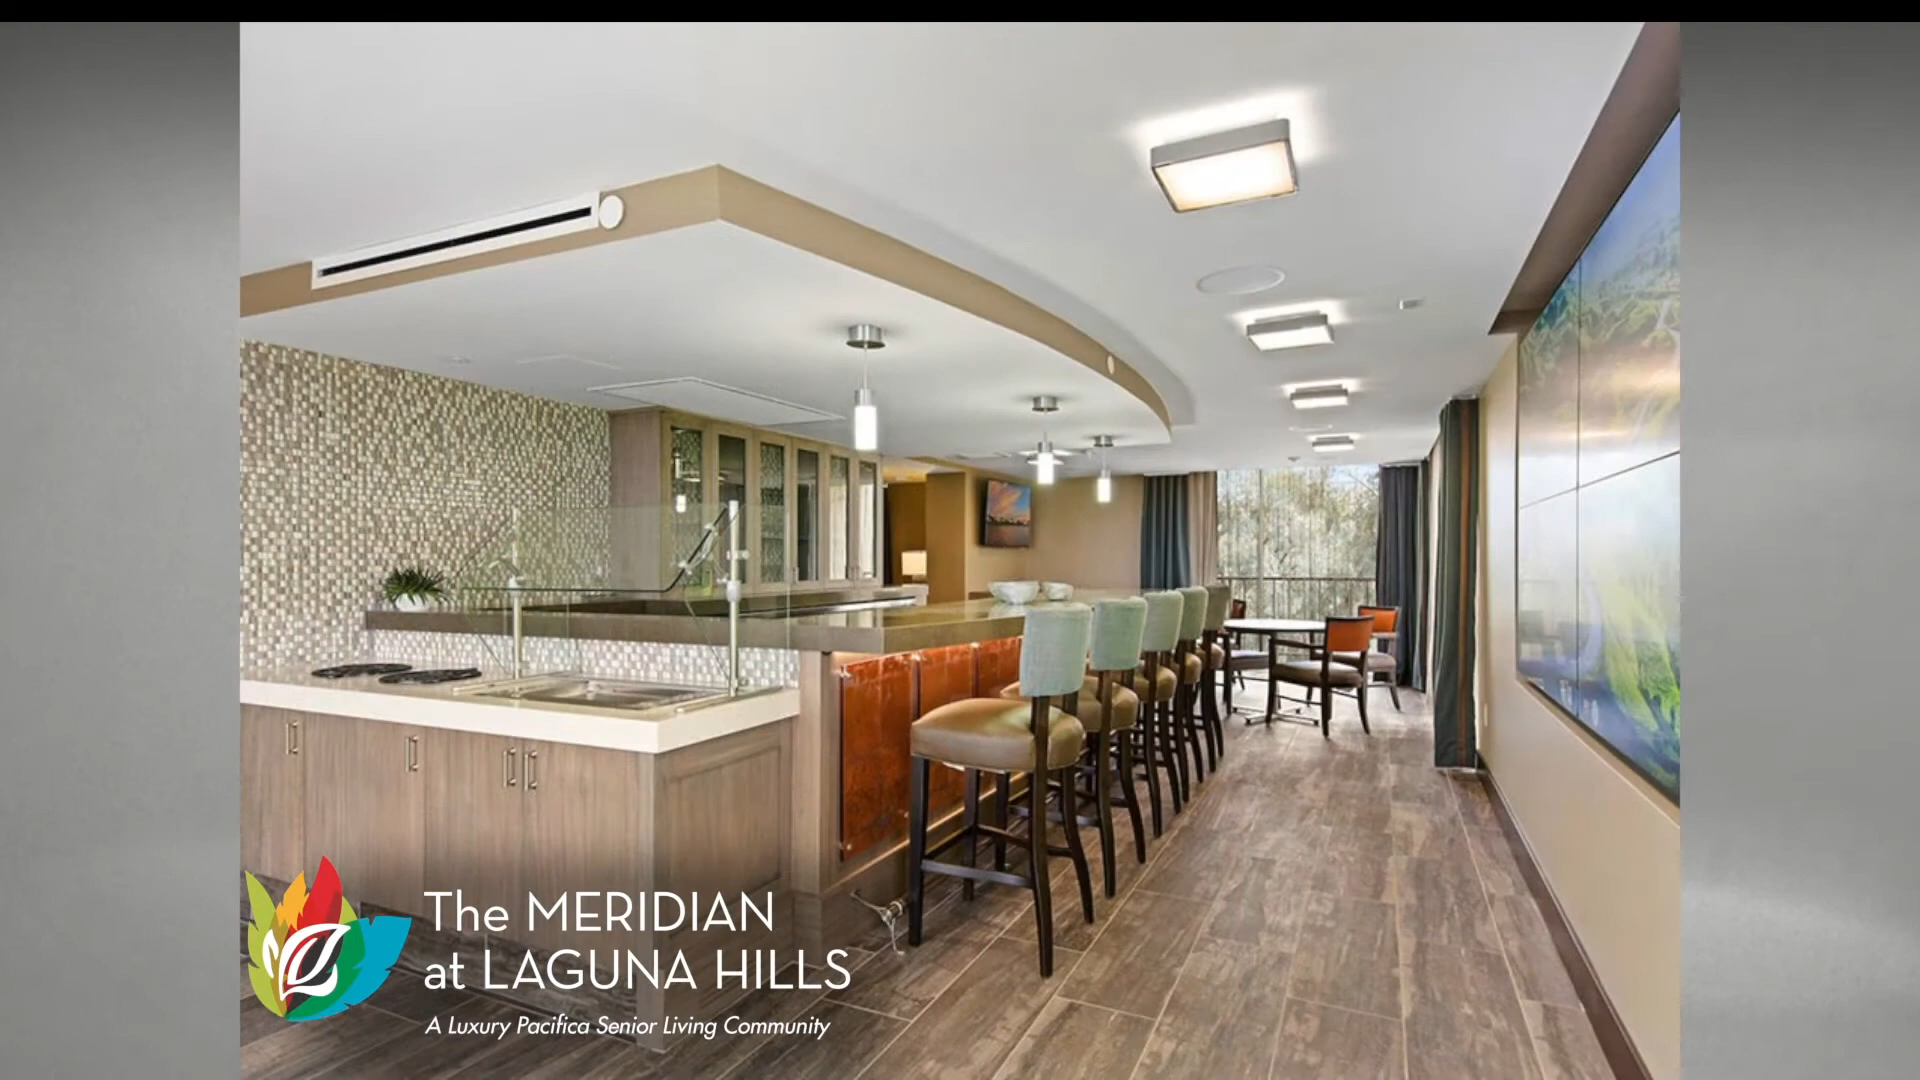 The MERIDIAN
at LAGUNA HILLS
A Luxury Pacifica Senior Living Community